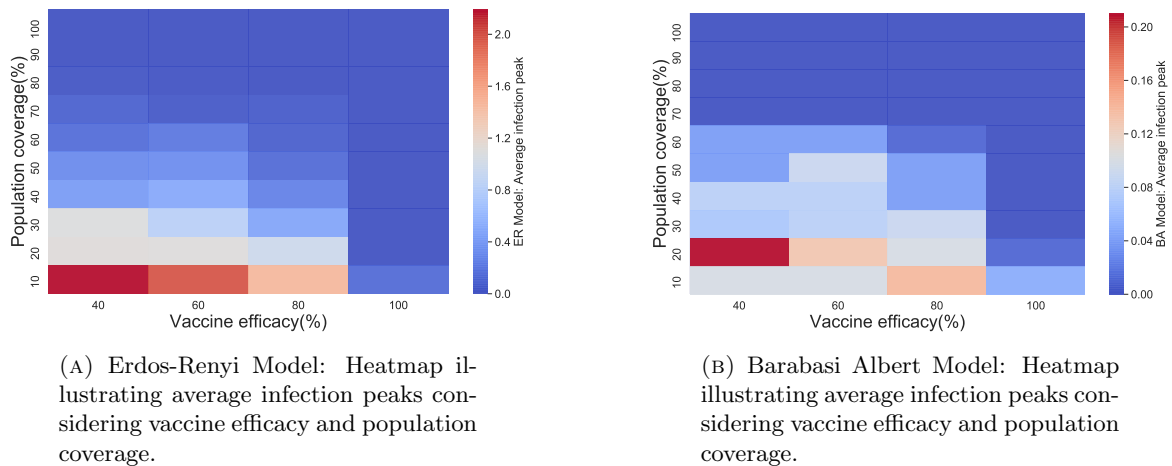 Population coverage(%)
100
90
80
70
60
50
40
30
20
10
40 60 80 100
Vaccine efficacy(%)
2.0
1.6
1.2
0.8
0.4
0.0
ER Model: Average infection peak
(A) Erdos-Renyi Model: Heatmap il-
lustrating average infection peaks con-
sidering vaccine efficacy and population
coverage.
Population coverage(%)
100
90
80
70
60
50
40
30
20
10
40 60 80 100
Vaccine efficacy(%)
0.20
0.16
0.12
0.08
0.04
0.00
BA Model: Average infection peak
(B) Barabasi Albert Model: Heatmap
illustrating average infection peaks con-
sidering vaccine efficacy and population
coverage.